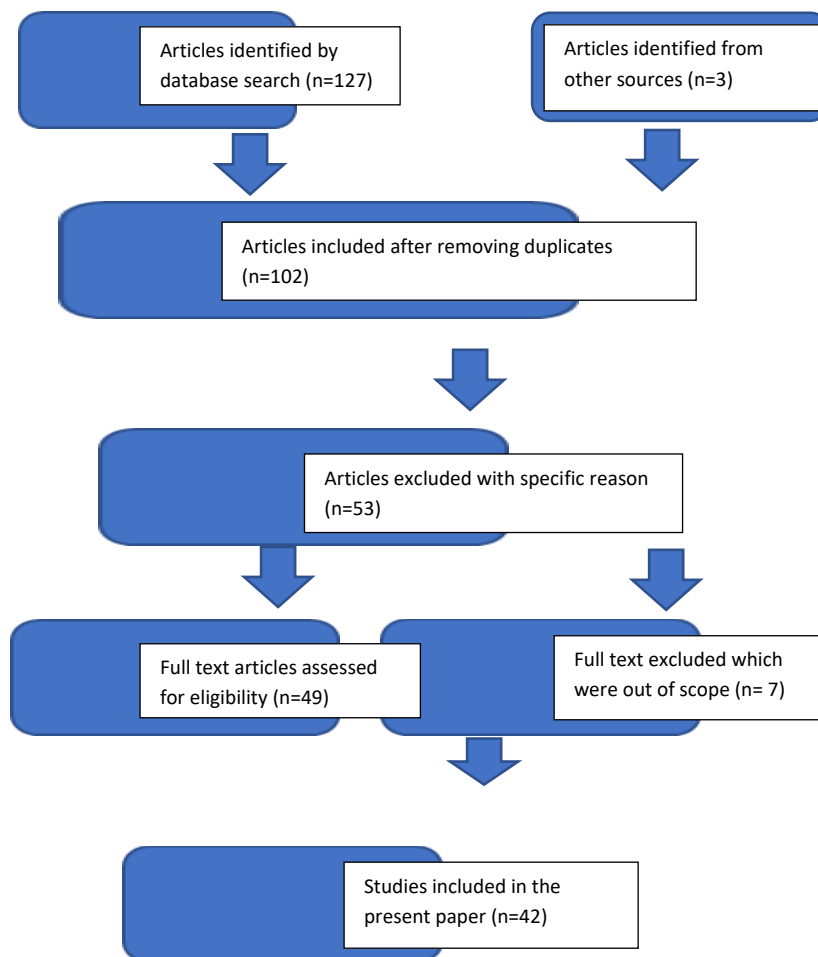 Articles identified by
database search (n=127)
Articles identified from
other sources (n=3)
Articles included after removing duplicates
(n=102)
Articles excluded with specific reason
(n=53)
Full text articles assessed
for eligibility (n=49)
Full text excluded which
were out of scope (n= 7)
Studies included in the
present paper (n=42)